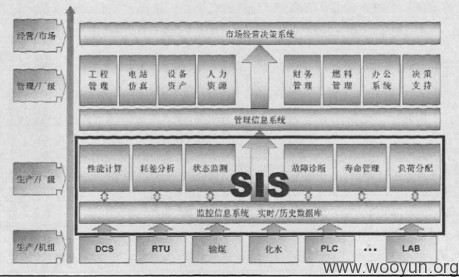 经营/市场
市场经营决策系统
管理/厂级
工程管理
电站仿真
设备资产
人力资源
财务管理
燃料管理
办公系统
决策支持
管理信息系统
生产/厂级
性能计算
耗差分析
状态监测
故障诊断
寿命管理
负荷分配
SIS
监控信息系统 实时/历史数据库
生产/机组
DCS
RTU
输煤
化水
PLC
...
LAB
www.wooyun.org